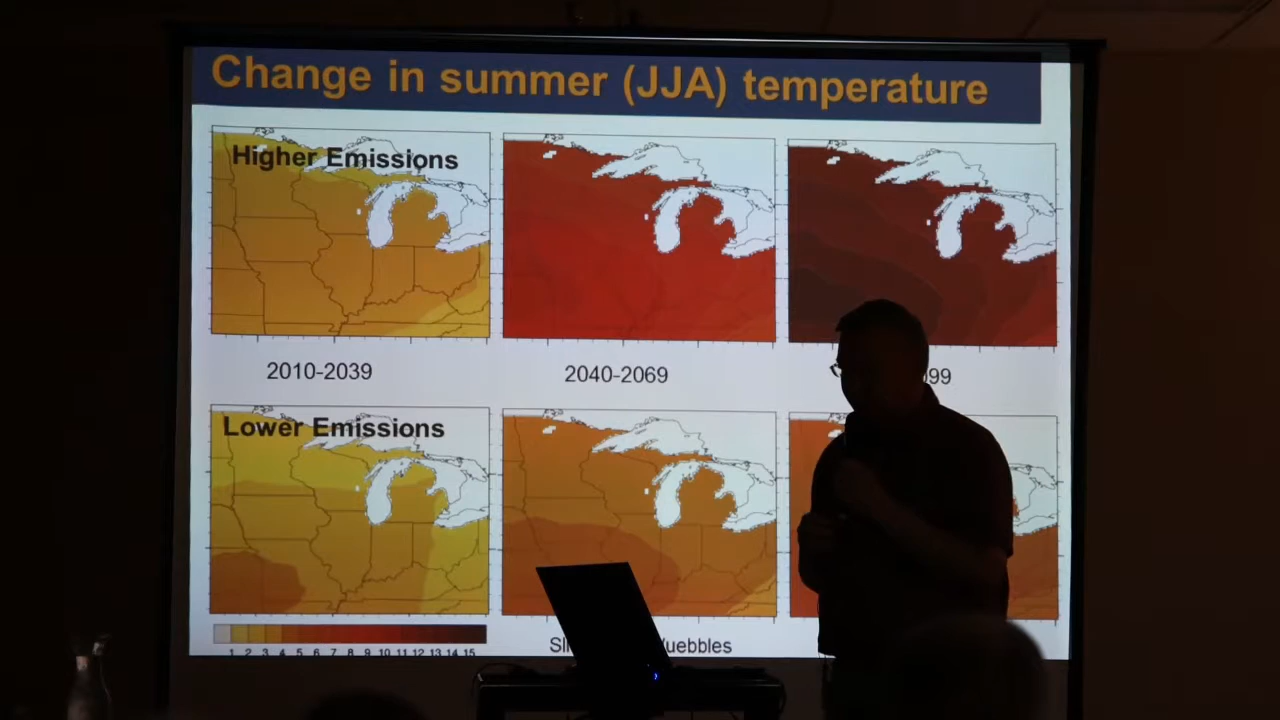 Change in summer (JJA) temperature
Higher Emissions
2010-2039
2040-2069
99
Lower Emissions
1 2 3 4 5 6 7 8 9 10 11 12 13 14 15
uebbles